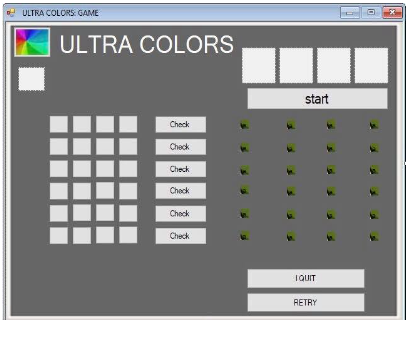 ULTRA COLORS: GAME
ULTRA COLORS
start
Check
Check
Check
Check
Check
Check
I QUIT
RETRY